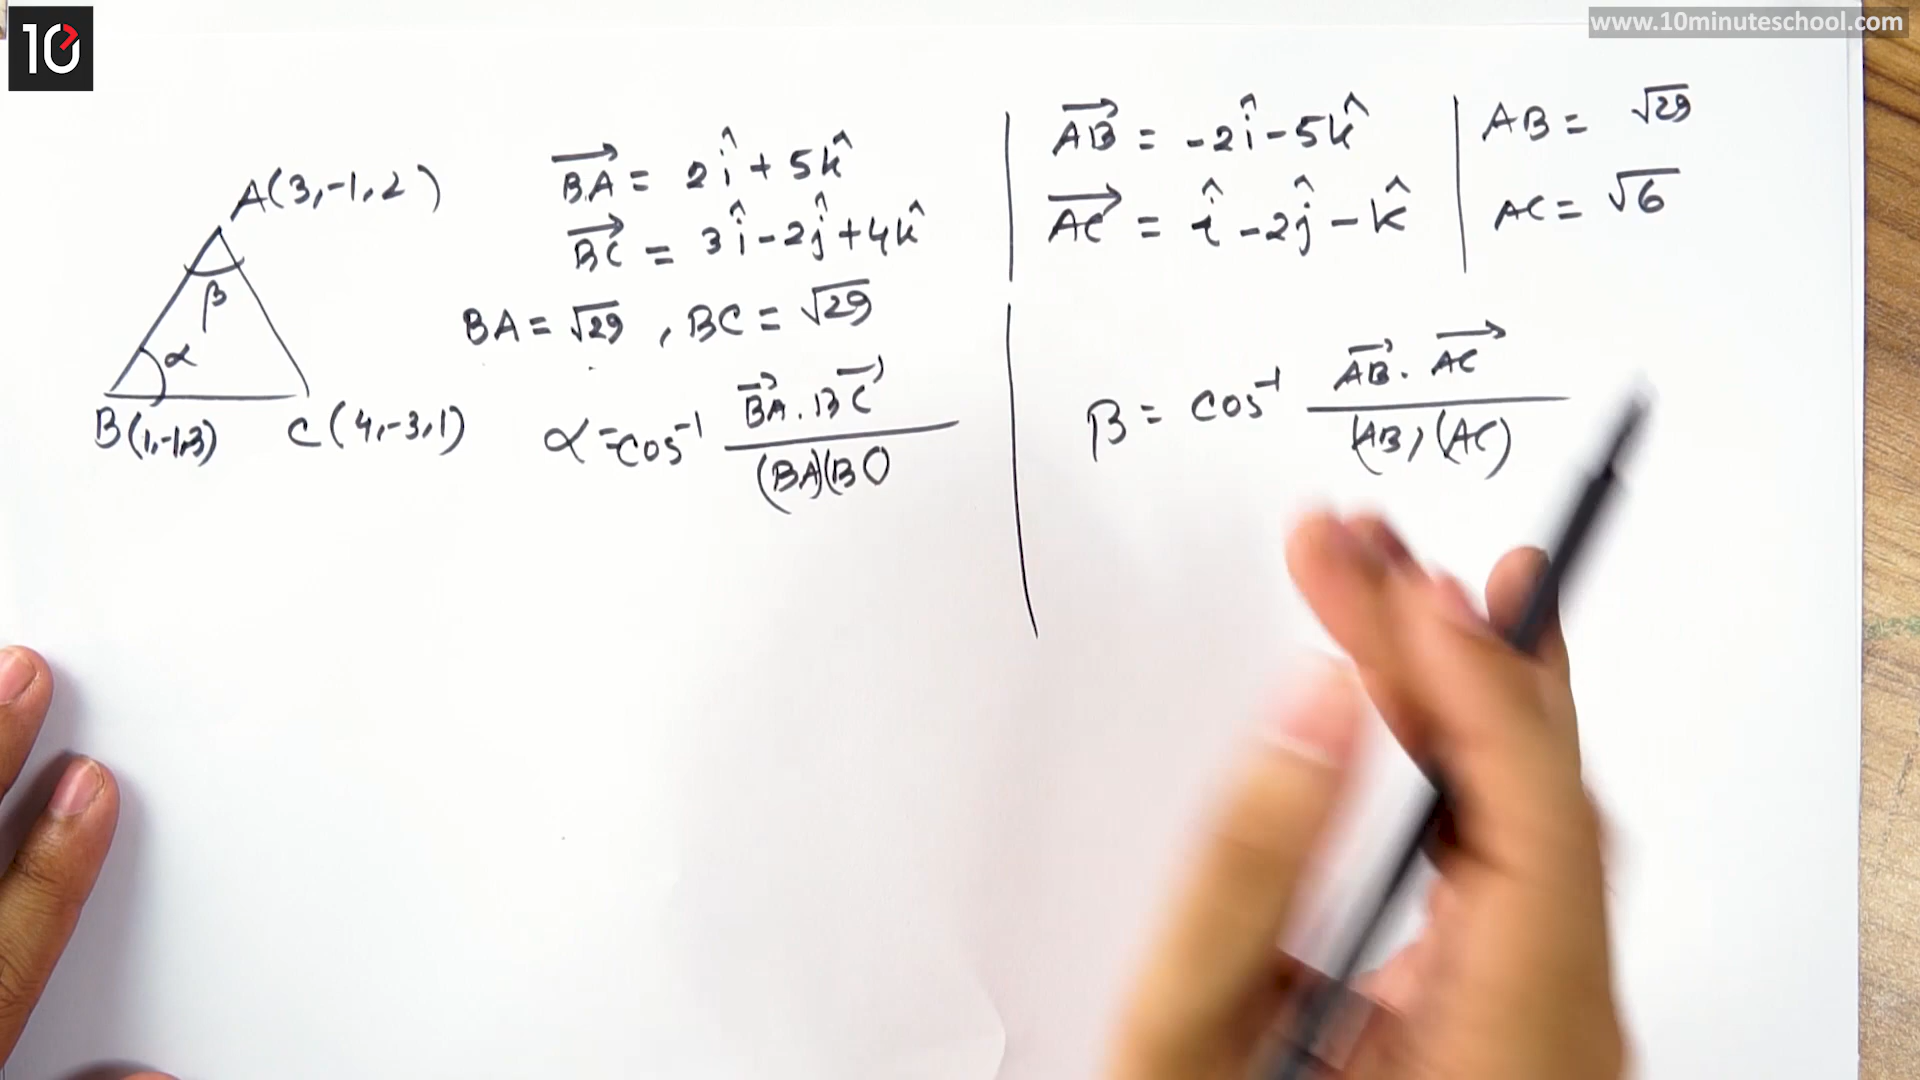 10
www.10minuteschool.com
A(3,-1,2)
β
α
B(1,-1,3)
C(4,-3,1)
BA = 2î + 5k̂
BC = 3î - 2ĵ + 4k̂
BA = √29 , BC = √29
α = cos⁻¹ BA . BC
(BA)(BC)
AB = -2î - 5k̂
AC = î - 2ĵ - k̂
AB = √29
AC = √6
β = cos⁻¹ AB . AC
(AB) (AC)